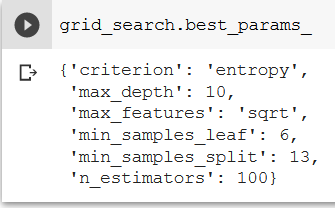 grid_search.best_params_
{'criterion': 'entropy',
'max_depth': 10,
'max_features': 'sqrt',
'min_samples_leaf': 6,
'min_samples_split': 13,
'n_estimators': 100}